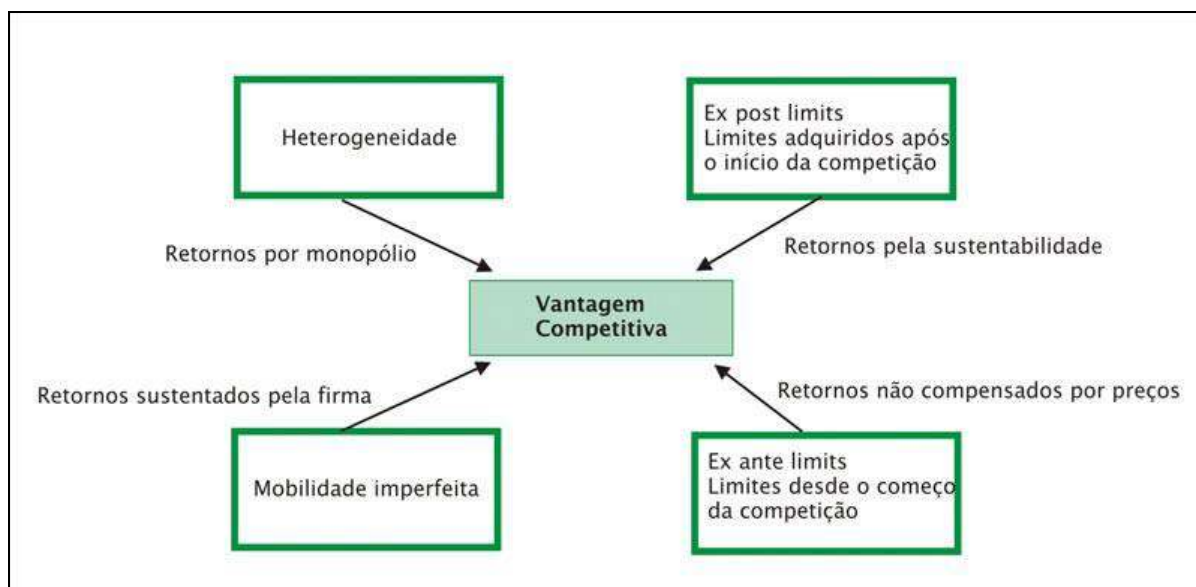 Heterogeneidade
Ex post limits
Limites adquiridos após
o início da competição
Retornos por monopólio
Retornos pela sustentabilidade
Vantagem
Competitiva
Retornos sustentados pela firma
Retornos não compensados por preços
Mobilidade imperfeita
Ex ante limits
Limites desde o começo
da competição